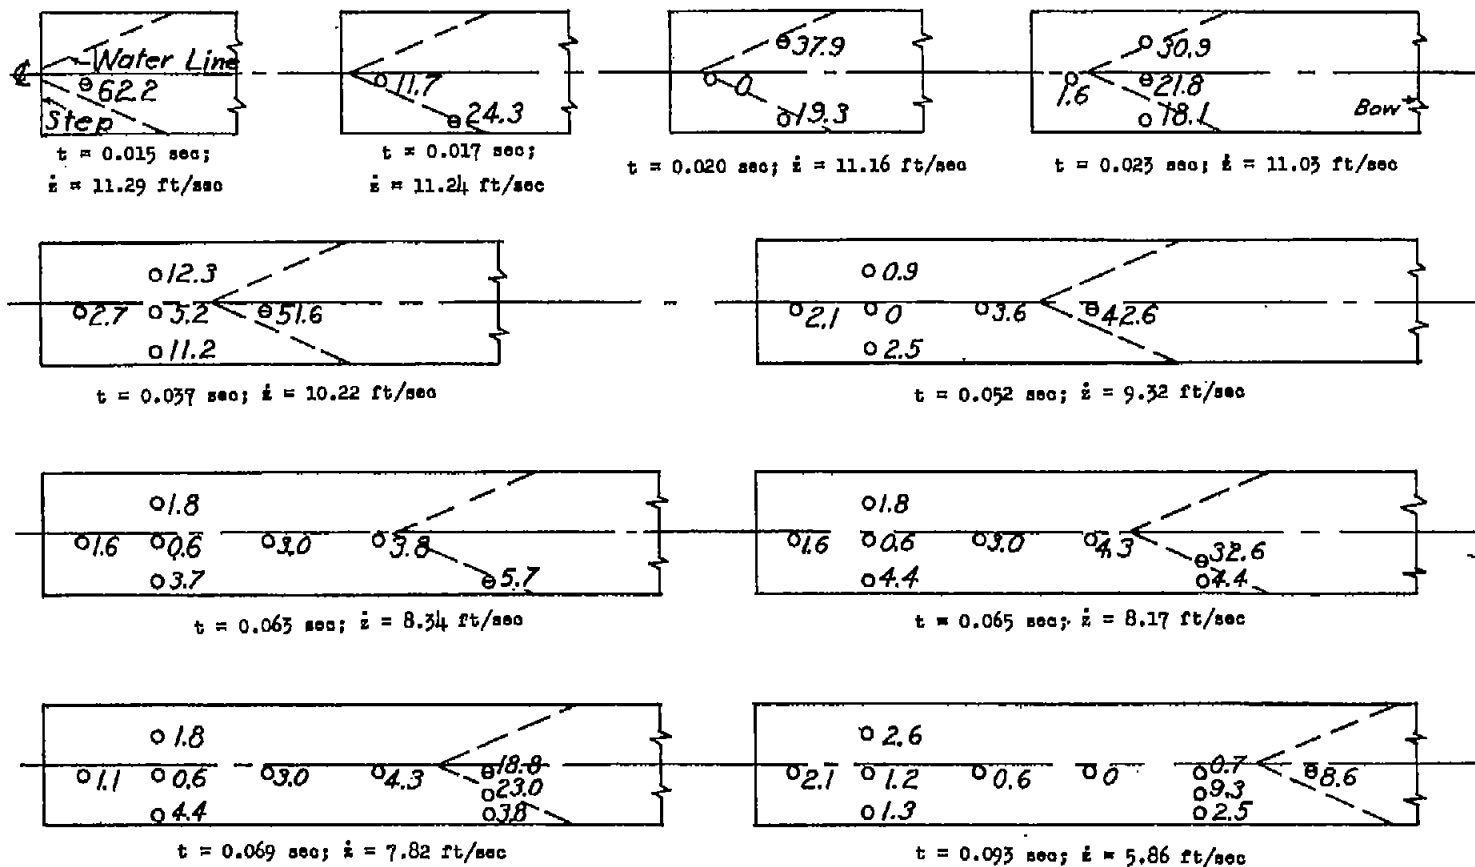 Water Line
℄
62.2
Step
t = 0.015 sec;
ż = 11.29 ft/sec
11.7
24.3
t = 0.017 sec;
ż = 11.24 ft/sec
37.9
0
19.3
t = 0.020 sec; ż = 11.16 ft/sec
30.9
1.6
21.8
18.1
Bow
t = 0.023 sec; ż = 11.03 ft/sec
12.3
2.7 3.2 51.6
11.2
t = 0.037 sec; ż = 10.22 ft/sec
0.9
2.1 0 3.6 42.6
2.5
t = 0.052 sec; ż = 9.32 ft/sec
1.8
1.6 0.6 3.0 3.8
3.7 5.7
t = 0.063 sec; ż = 8.34 ft/sec
1.8
1.6 0.6 3.0 4.3 32.6
4.4 4.4
t = 0.065 sec; ż = 8.17 ft/sec
1.8
1.1 0.6 3.0 4.3 18.8
23.0
4.4 3.8
t = 0.069 sec; ż = 7.82 ft/sec
2.6
2.1 1.2 0.6 0 0.7 8.6
9.3
1.3 2.5
t = 0.093 sec; ż = 5.86 ft/sec